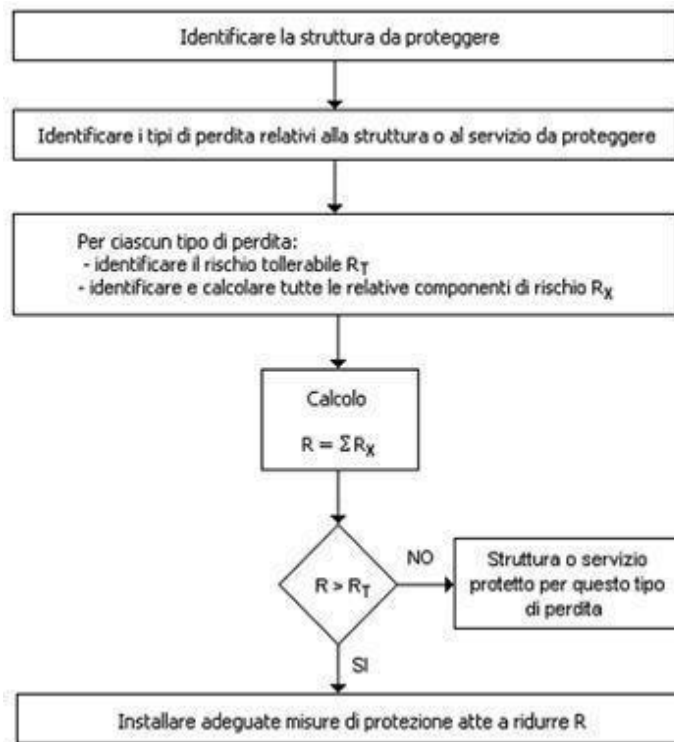 Identificare la struttura da proteggere
Identificare i tipi di perdita relativi alla struttura o al servizio da proteggere
Per ciascun tipo di perdita:
- identificare il rischio tollerabile RT
- identificare e calcolare tutte le relative componenti di rischio RX
Calcolo
R = ΣRX
R > RT
NO
Struttura o servizio
protetto per questo tipo
di perdita
SI
Installare adeguate misure di protezione atte a ridurre R